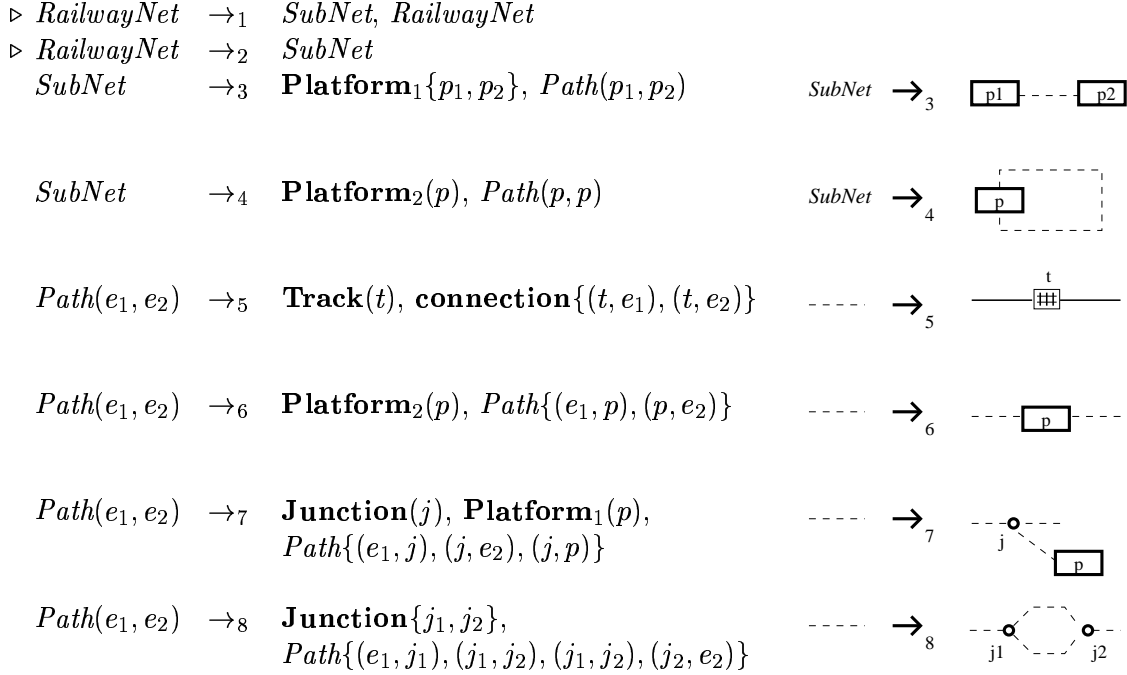 ▹ RailwayNet →₁ SubNet, RailwayNet
▹ RailwayNet →₂ SubNet
SubNet →₃ Platform₁{p₁, p₂}, Path(p₁, p₂) SubNet →₃ p1 p2
SubNet →₄ Platform₂(p), Path(p, p) SubNet →₄ p
t
Path(e₁, e₂) →₅ Track(t), connection{(t, e₁), (t, e₂)} →₅
Path(e₁, e₂) →₆ Platform₂(p), Path{(e₁, p), (p, e₂)} →₆ p
Path(e₁, e₂) →₇ Junction(j), Platform₁(p), →₇ j
Path{(e₁, j), (j, e₂), (j, p)} p
Path(e₁, e₂) →₈ Junction{j₁, j₂}, →₈
Path{(e₁, j₁), (j₁, j₂), (j₁, j₂), (j₂, e₂)} j1 j2